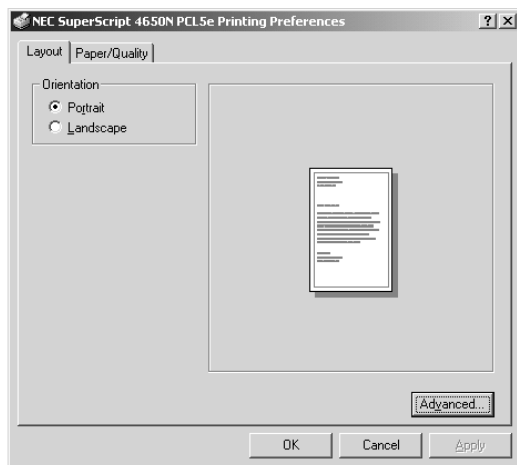 NEC SuperScript 4650N PCL5e Printing Preferences
Layout
Paper/Quality
Orientation
Portrait
Landscape
Advanced...
OK
Cancel
Apply